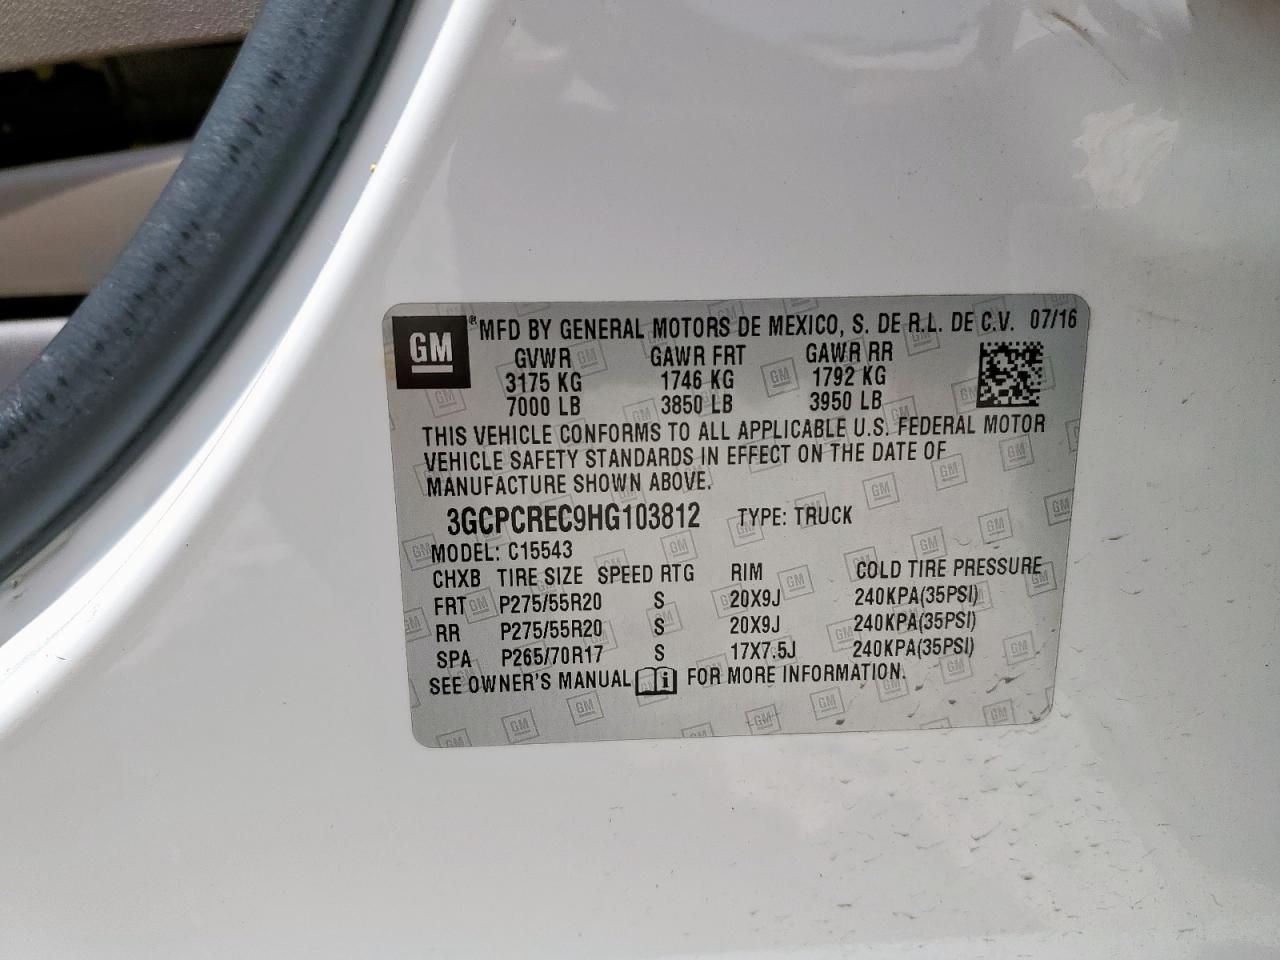 GM ® MFD BY GENERAL MOTORS DE MEXICO, S. DE R.L. DE C.V. 07/16
GVWR GAWR FRT GAWR RR
3175 KG 1746 KG 1792 KG
7000 LB 3850 LB 3950 LB
THIS VEHICLE CONFORMS TO ALL APPLICABLE U.S. FEDERAL MOTOR
VEHICLE SAFETY STANDARDS IN EFFECT ON THE DATE OF
MANUFACTURE SHOWN ABOVE.
3GCPCREC9HG103812 TYPE: TRUCK
MODEL: C15543
CHXB TIRE SIZE SPEED RTG RIM COLD TIRE PRESSURE
FRT P275/55R20 S 20X9J 240KPA(35PSI)
RR P275/55R20 S 20X9J 240KPA(35PSI)
SPA P265/70R17 S 17X7.5J 240KPA(35PSI)
SEE OWNER'S MANUAL i FOR MORE INFORMATION.